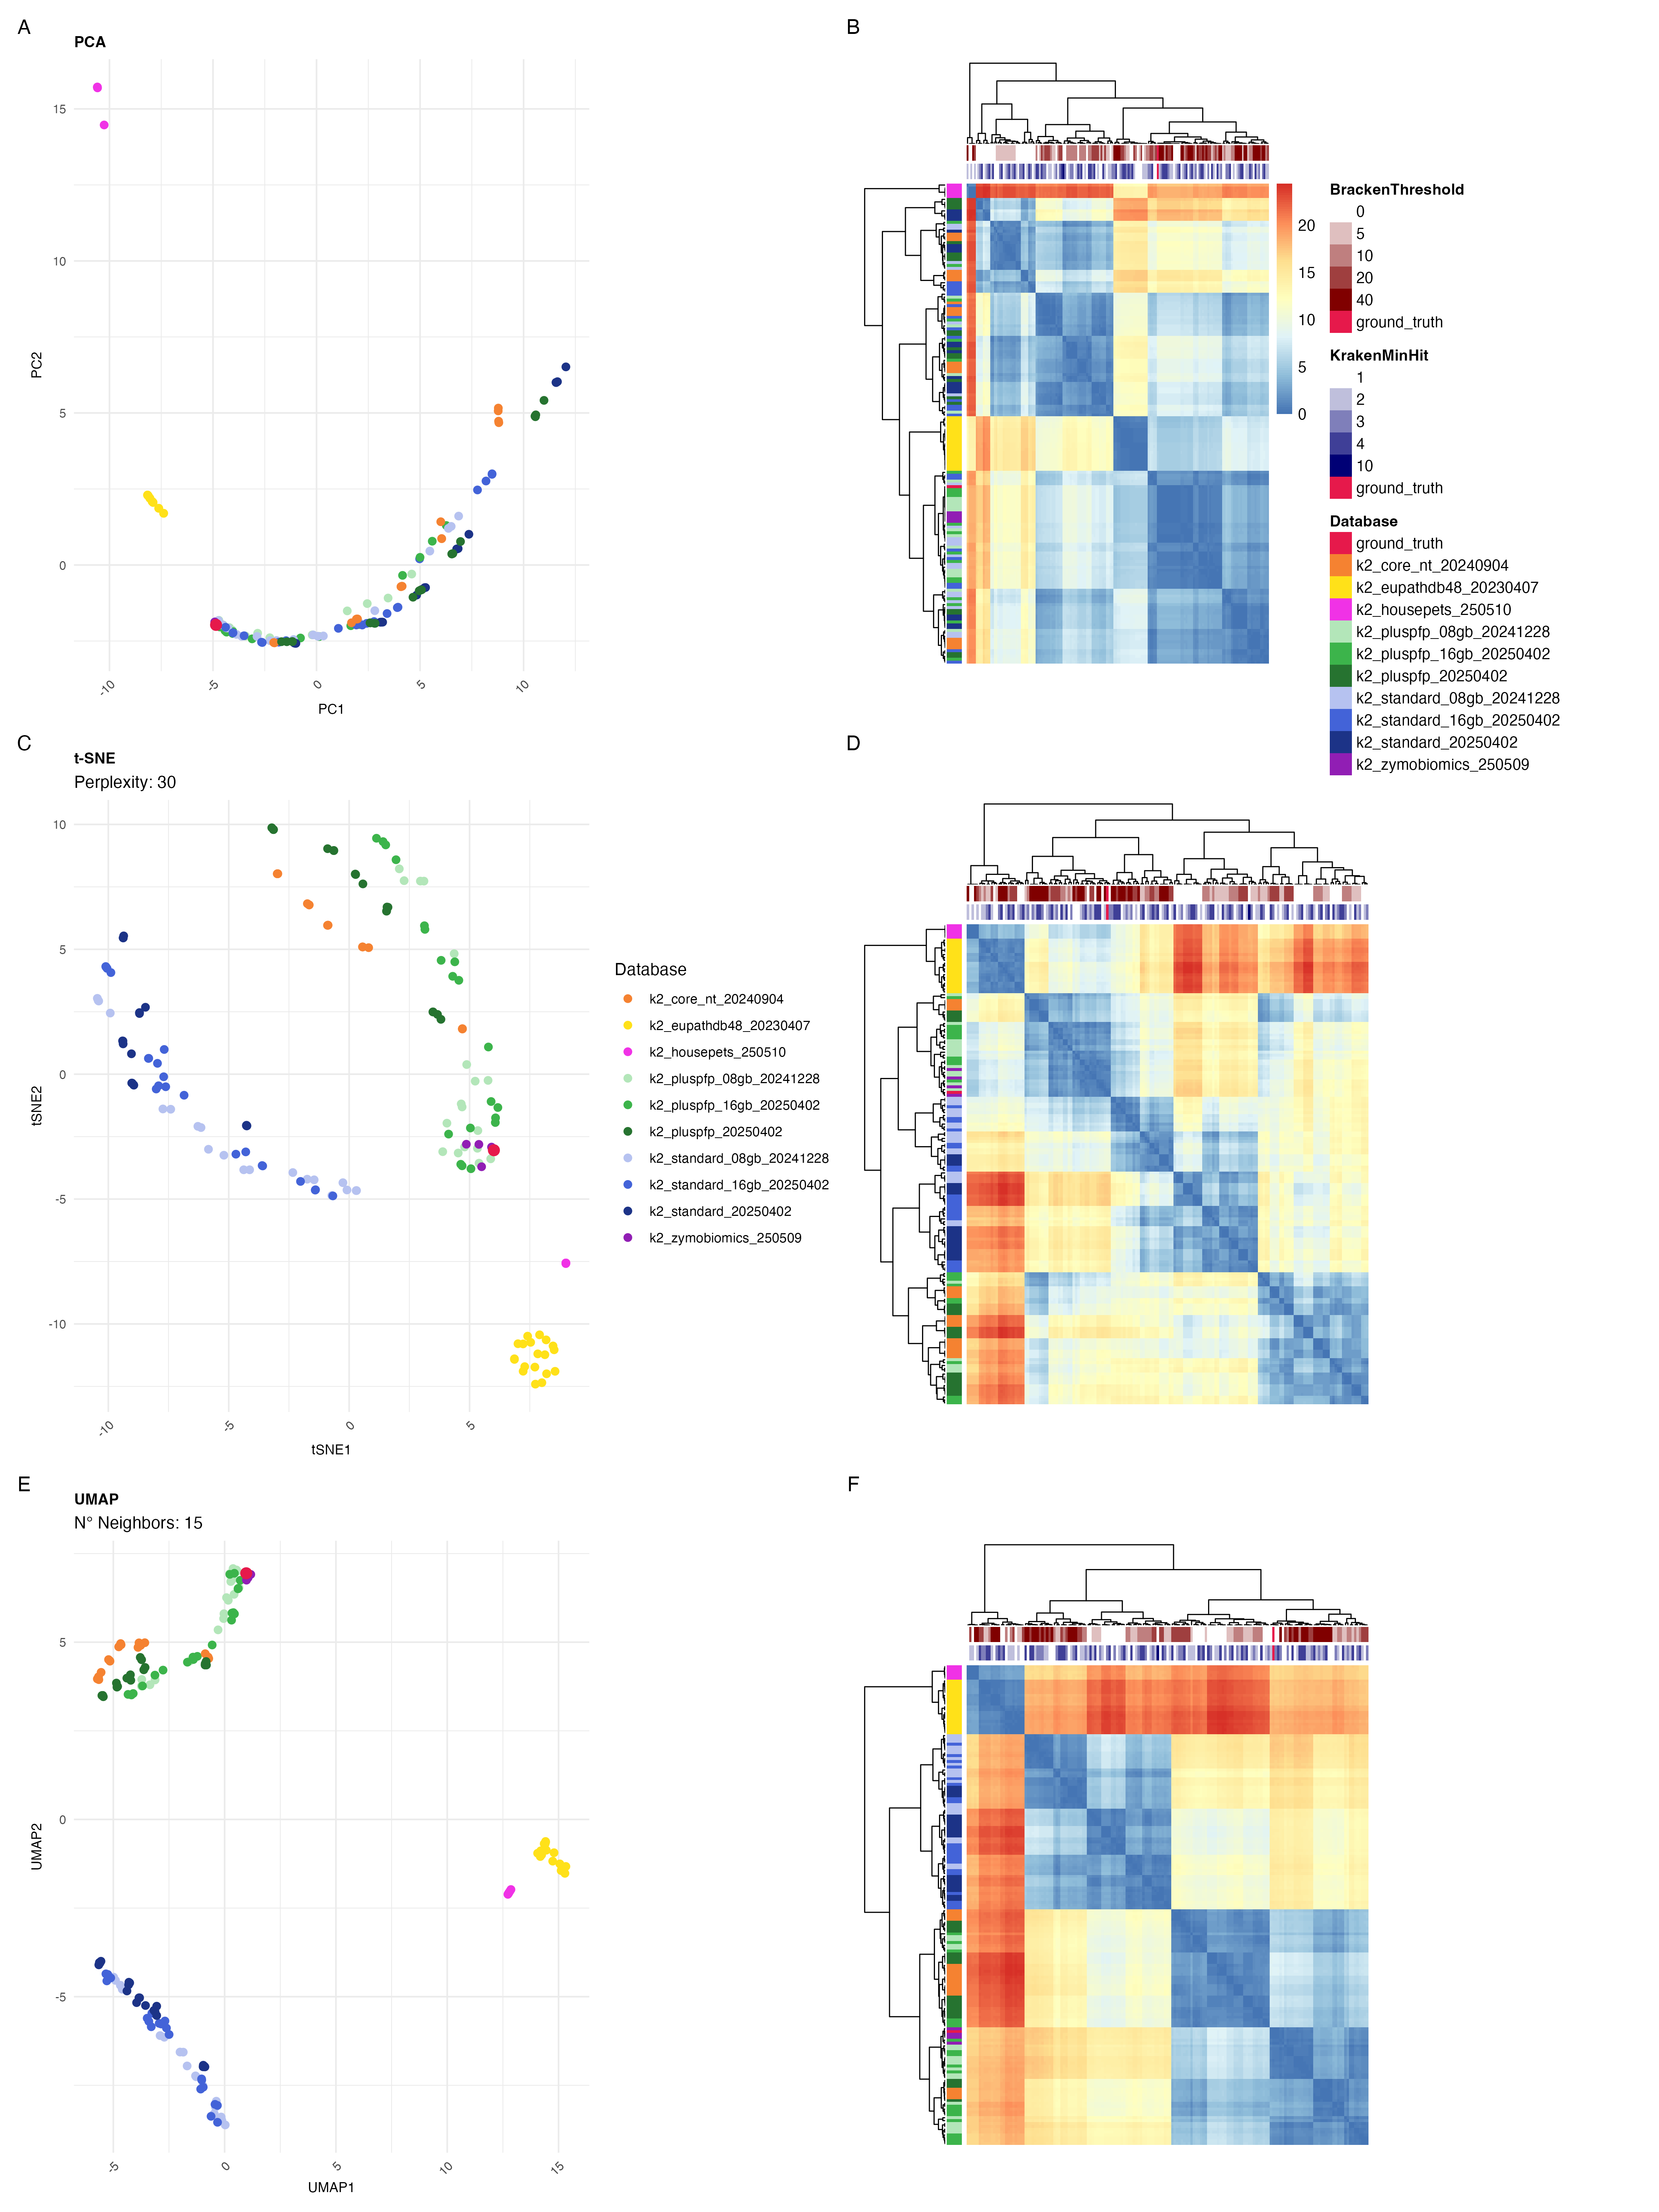 A
PCA
15
10
5
0
-10
-5
0
5
10
PC2
PC1
B
20
15
10
5
0
BrackenThreshold
0
5
10
20
40
ground_truth
KrakenMinHit
1
2
3
4
10
ground_truth
Database
ground_truth
k2_core_nt_20240904
k2_eupathdb48_20230407
k2_housepets_250510
k2_pluspfp_08gb_20241228
k2_pluspfp_16gb_20250402
k2_pluspfp_20250402
k2_standard_08gb_20241228
k2_standard_16gb_20250402
k2_standard_20250402
k2_zymobiomics_250509
C
t-SNE
Perplexity: 30
10
5
0
-5
-10
-10
-5
0
5
tSNE2
tSNE1
Database
k2_core_nt_20240904
k2_eupathdb48_20230407
k2_housepets_250510
k2_pluspfp_08gb_20241228
k2_pluspfp_16gb_20250402
k2_pluspfp_20250402
k2_standard_08gb_20241228
k2_standard_16gb_20250402
k2_standard_20250402
k2_zymobiomics_250509
D
E
UMAP
N° Neighbors: 15
5
0
-5
-5
0
5
10
15
UMAP2
UMAP1
F